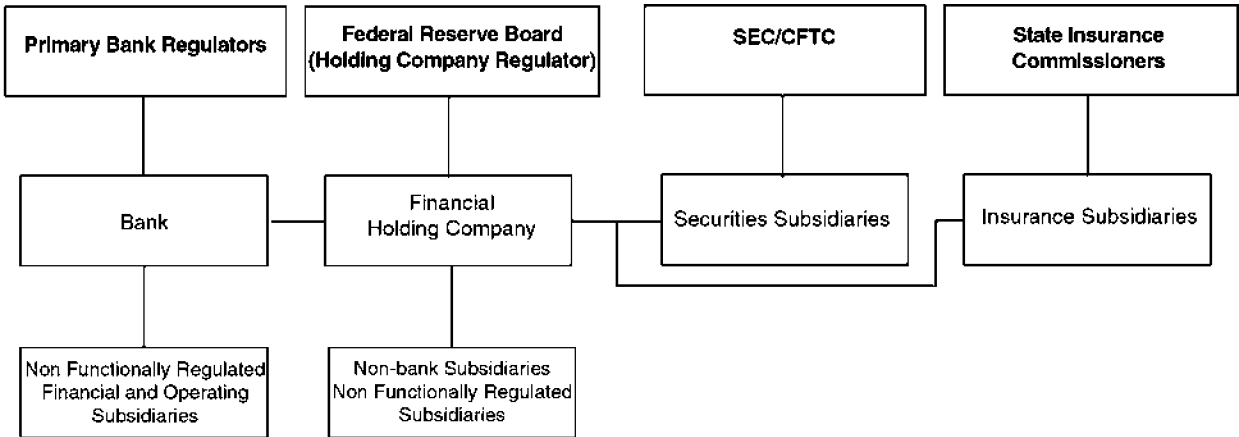 Primary Bank Regulators
Federal Reserve Board
(Holding Company Regulator)
SEC/CFTC
State Insurance
Commissioners
Bank
Financial
Holding Company
Securities Subsidiaries
Insurance Subsidiaries
Non Functionally Regulated
Financial and Operating
Subsidiaries
Non-bank Subsidiaries
Non Functionally Regulated
Subsidiaries